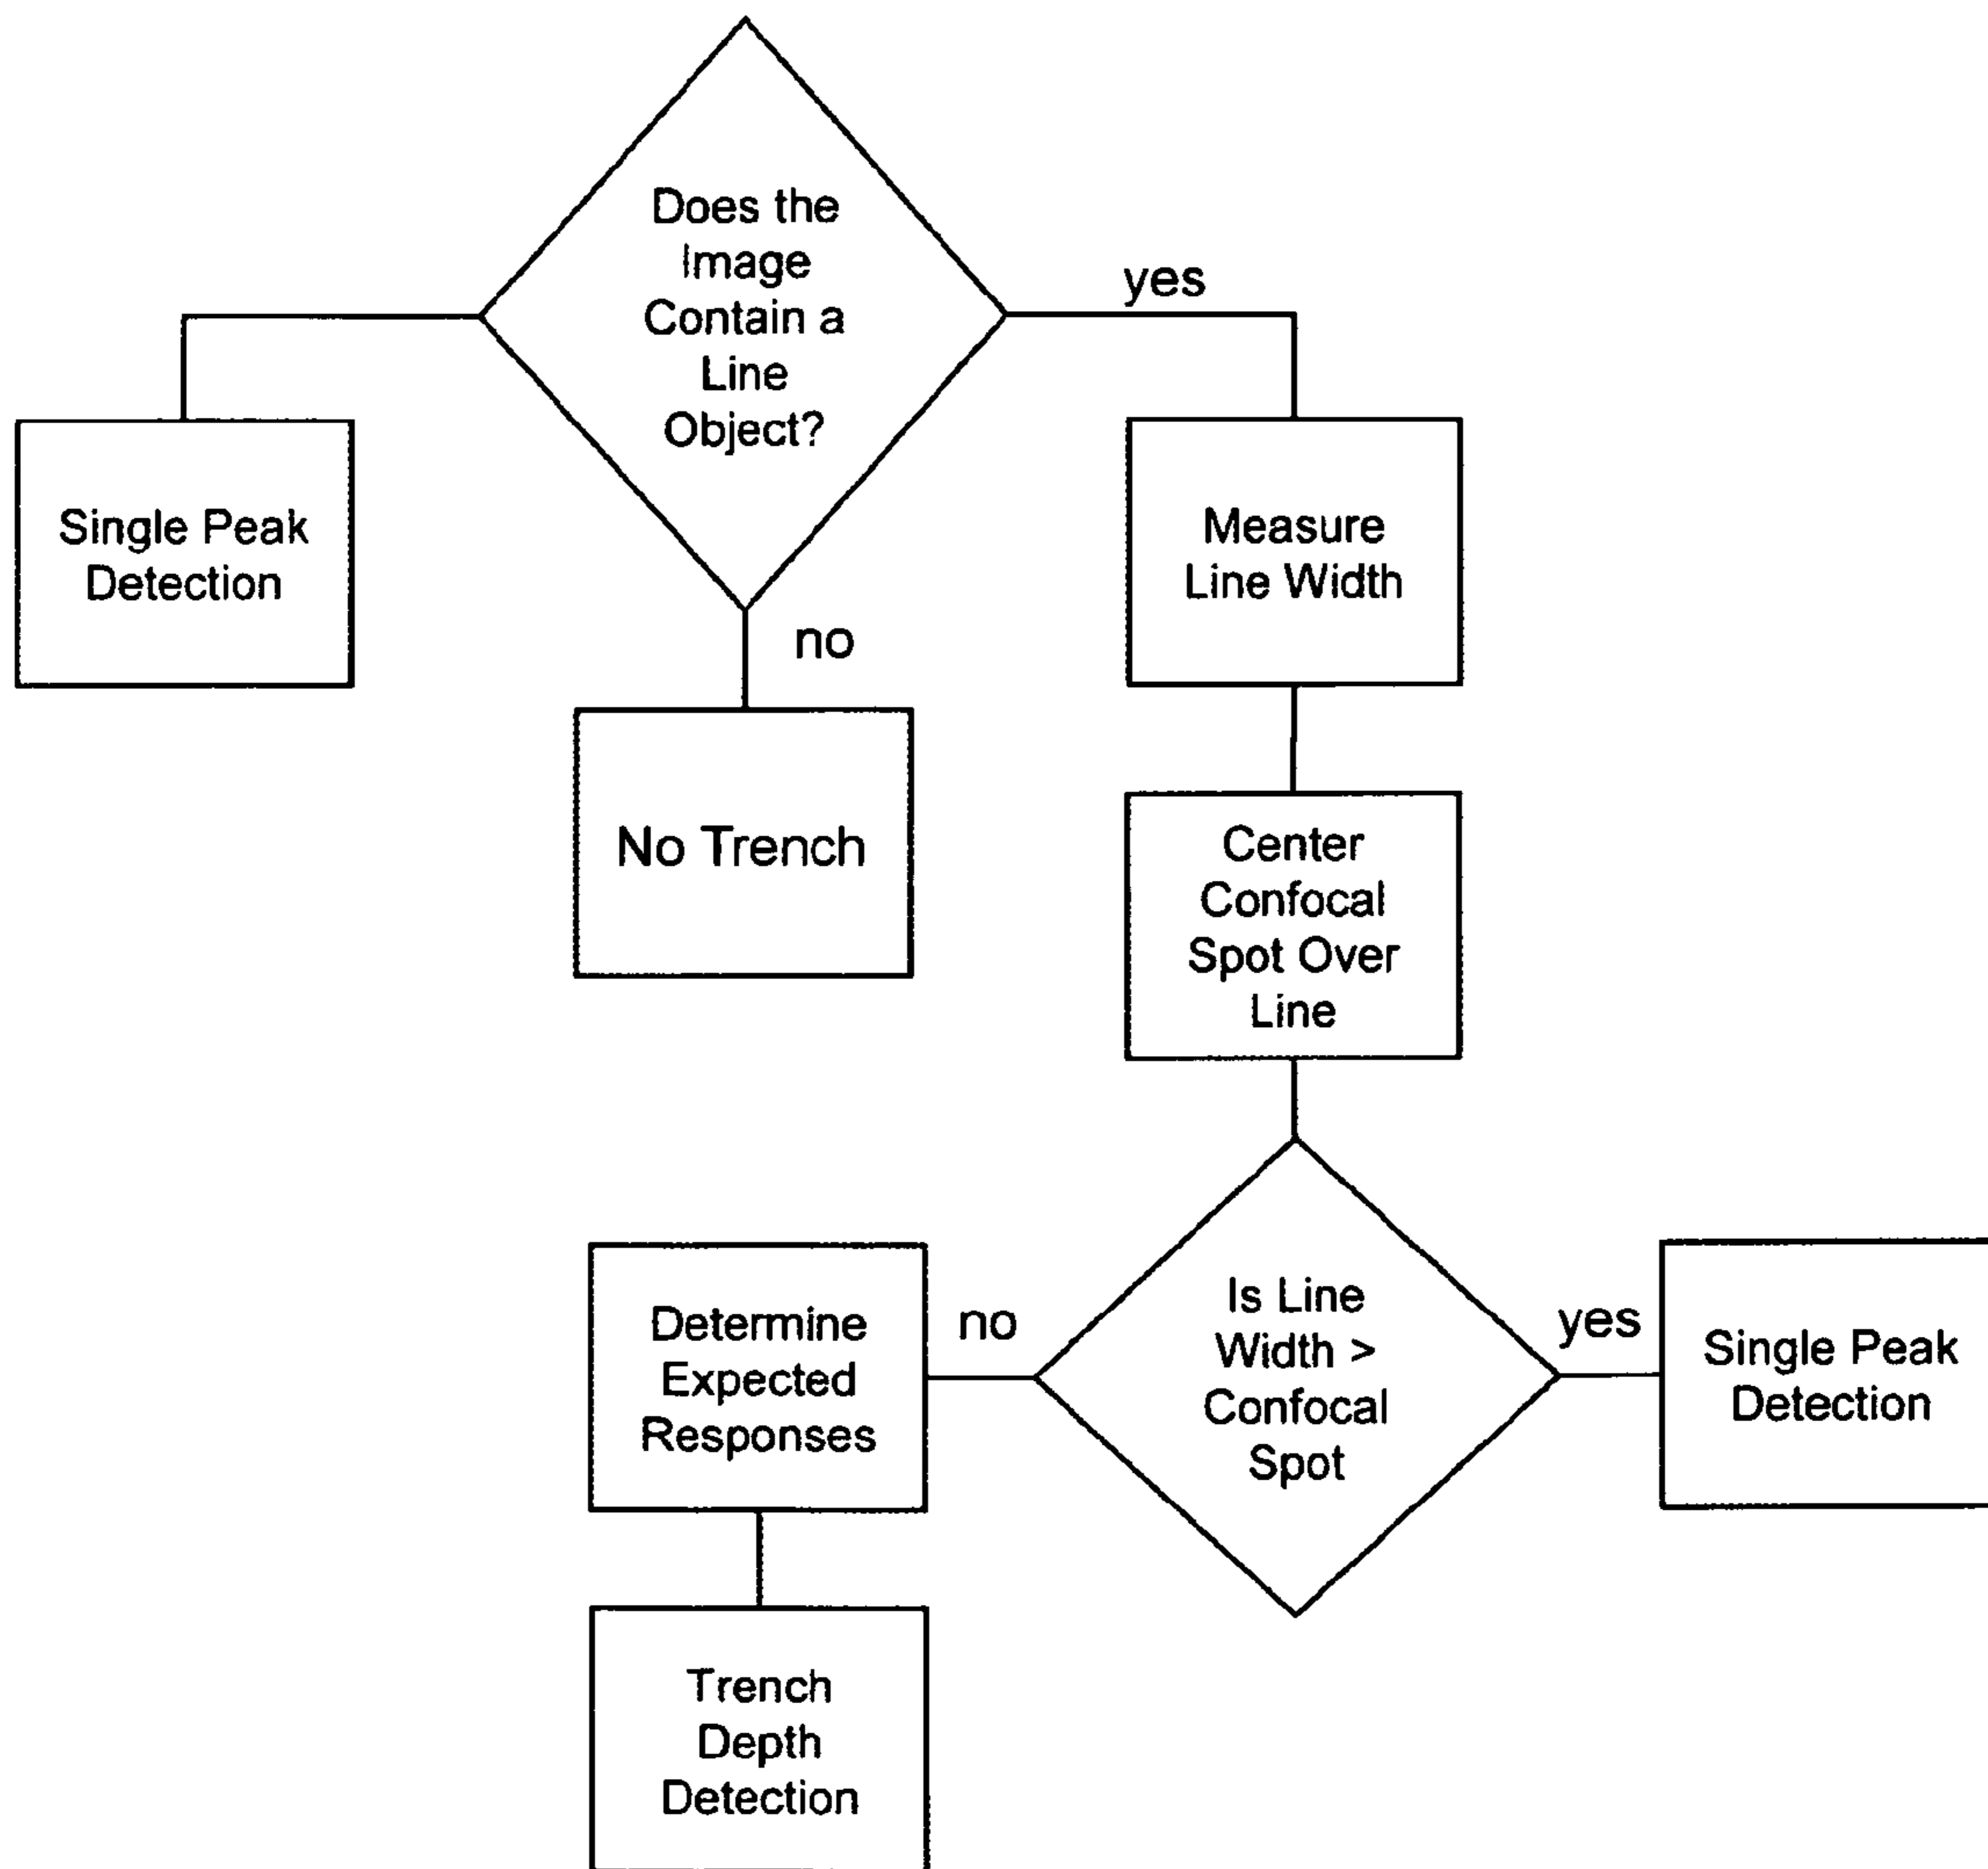 Does the
Image
Contain a
Line
Object?
yes
Single Peak
Detection
Measure
Line Width
no
No Trench
Center
Confocal
Spot Over
Line
Determine
Expected
Responses
no
Is Line
Width >
Confocal
Spot
yes
Single Peak
Detection
Trench
Depth
Detection